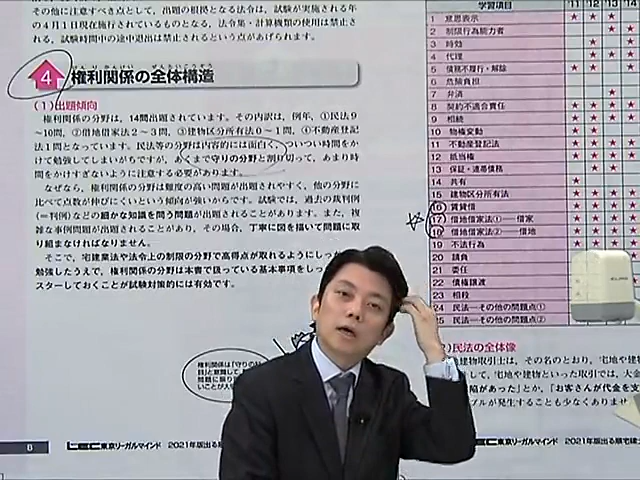 その他に注意すべき点として、出題の根拠となる法令は、試験が実施される年
の4月1日現在施行されているものとなる、法令集・計算機類の使用は禁止さ
れる、試験時間中の途中退出は禁止されるという点があげられます。
4 権利関係の全体構造
(1)出題傾向
権利関係の分野は、14問出題されています。その内訳は、例年、①民法9
～10問、②借地借家法2～3問、③建物区分所有法0～1問、④不動産登記
法1問となっています。民法等の分野は内容的には面白く、ついつい時間をか
けて勉強してしまいがちですが、あくまで守りの分野と割り切って、あまり時間
をかけすぎないように注意する必要があります。
なぜなら、権利関係の分野は難度の高い問題が出題されやすく、他の分野に
比べて点数が伸びにくいという傾向が強いからです。試験では、過去の裁判例
(=判例)などの細かな知識を問う問題が出題されることがあります。また、複
雑な事例問題が出題されることがあり、その場合、丁寧に図を描いて問題に取
り組まなければなりません。
そこで、宅建業法や法令上の制限の分野で高得点が取れるようにしっ
勉強したうえで、権利関係の分野は本書で扱っている基本事項をしっ
スターしておくことが試験対策的には有効です。
権利関係は「守りの
8
LEC東京リーガルマインド 2021年版出る順
学習項目 '11 '12 '13 '14
1 意思表示 ★ ★ ★
2 制限行為能力者 ★ ★
3 時効
4 代理 ★
5 債務不履行・解除 ★
6 危険負担
7 弁済
8 契約不適合責任
9 相続
10 物権変動
11 不動産登記法
12 抵当権
13 保証・連帯債務
14 共有 ★
15 建物区分所有法 ★ ★ ★ ★
16 賃貸借
17 借地借家法①―借家
18 借地借家法②―借地
19 不法行為
20 請負
21 委任
22 債権譲渡
23 相殺
24 民法―その他の問題点①
25 民法―その他の問題点②
)民法の全体像
建物取引士は、その名のとおり、宅地や建
して、宅地や建物といった取引では、大金
陥があった」とか、「お客さんが代金を支
ブルが発生することも少なくありませ
LEC東京リーガルマインド 2021年版出る順宅建士